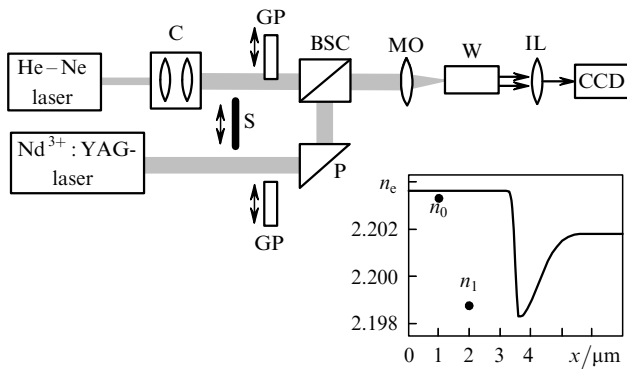 GP
C
BSC
MO
W
IL
He–Ne
laser
CCD
S
Nd³⁺: YAG-
laser
P
GP
nₑ
n₀
2.202
2.200
n₁
2.198
0 1 2 3 4 x/μm